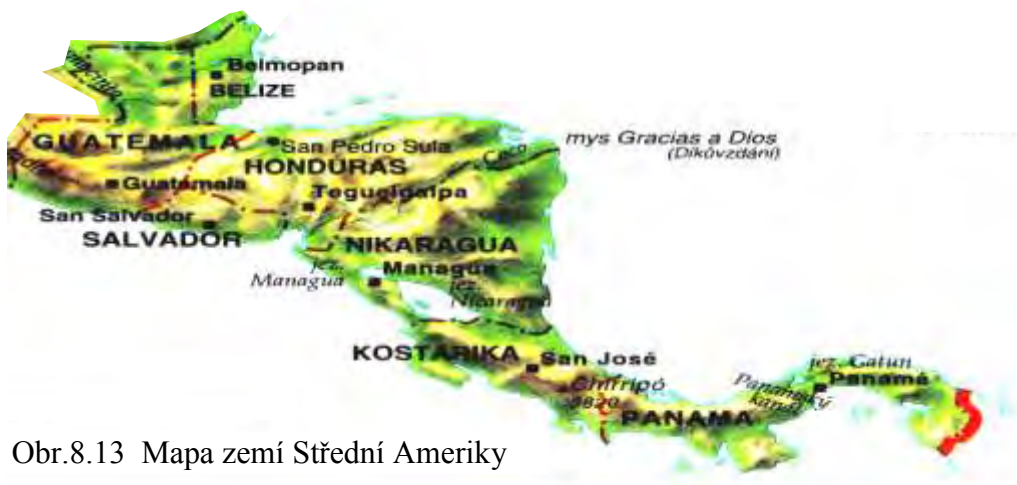 Belmopan
BELIZE
GUATEMALA
San Pedro Sula
mys Gracias a Dios
(Díkůvzdání)
HONDURAS
Coco
Guatemala
Tegucigalpa
San Salvador
SALVADOR
NIKARAGUA
jez.
Managua
Managua
jez.
Nicaragua
KOSTARIKA
San José
jez. Gatun
Chirripó
3820
Panamský
kanál
Panamá
PANAMA
Obr.8.13 Mapa zemí Střední Ameriky